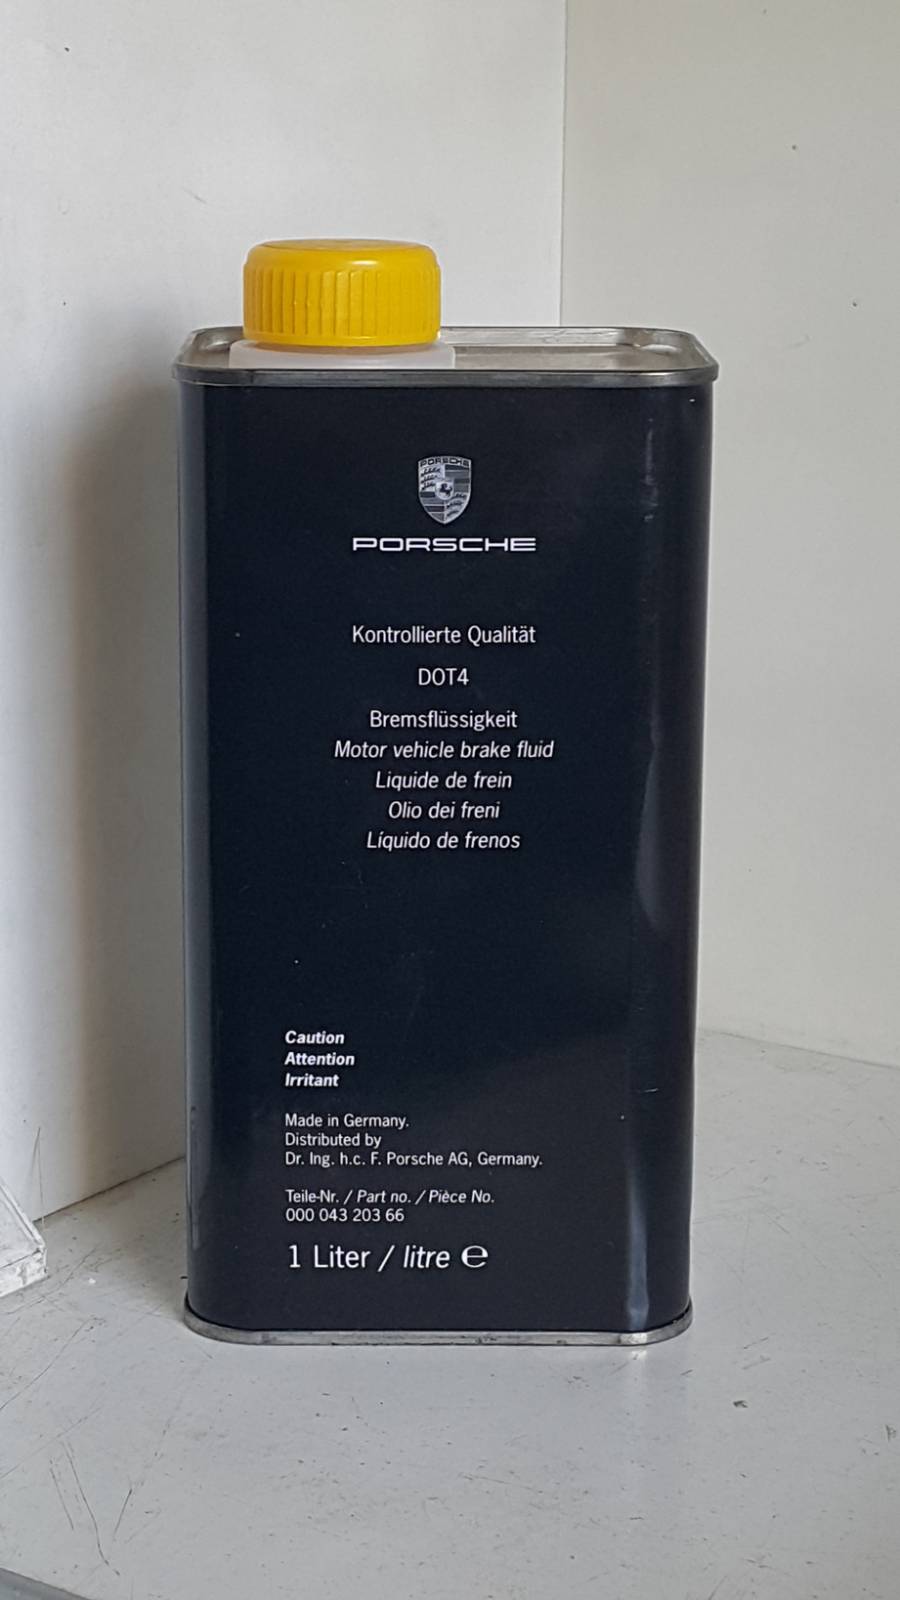 PORSCHE
PORSCHE
Kontrollierte Qualität
DOT4
Bremsflüssigkeit
Motor vehicle brake fluid
Liquide de frein
Olio dei freni
Líquido de frenos
Caution
Attention
Irritant
Made in Germany.
Distributed by
Dr. Ing. h.c. F. Porsche AG, Germany.
Teile-Nr. / Part no. / Pièce No.
000 043 203 66
1 Liter / litre ℮